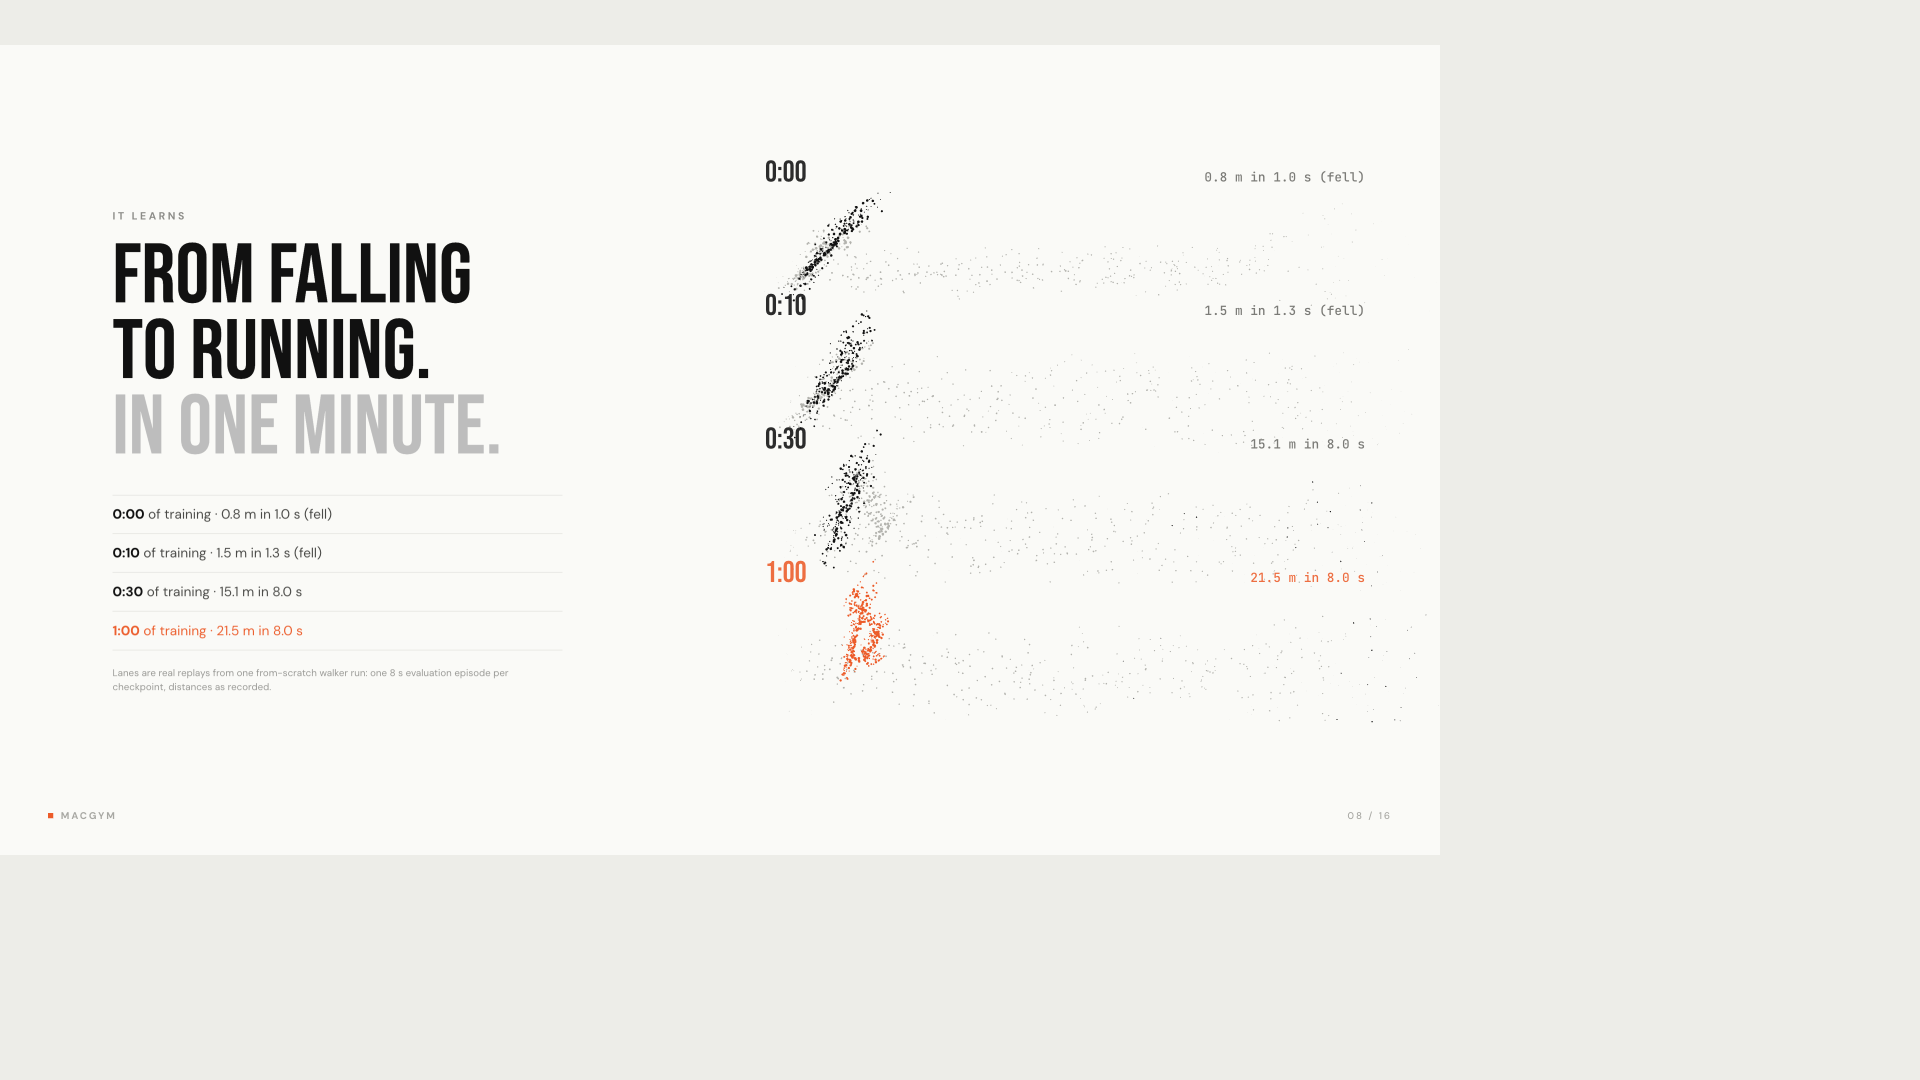 IT LEARNS
FROM FALLING
TO RUNNING.
IN ONE MINUTE.
0:00 of training · 0.8 m in 1.0 s (fell)
0:10 of training · 1.5 m in 1.3 s (fell)
0:30 of training · 15.1 m in 8.0 s
1:00 of training · 21.5 m in 8.0 s
Lanes are real replays from one from-scratch walker run: one 8 s evaluation episode per
checkpoint, distances as recorded.
0:00
0.8 m in 1.0 s (fell)
0:10
1.5 m in 1.3 s (fell)
0:30
15.1 m in 8.0 s
1:00
21.5 m in 8.0 s
MACGYM
08 / 16